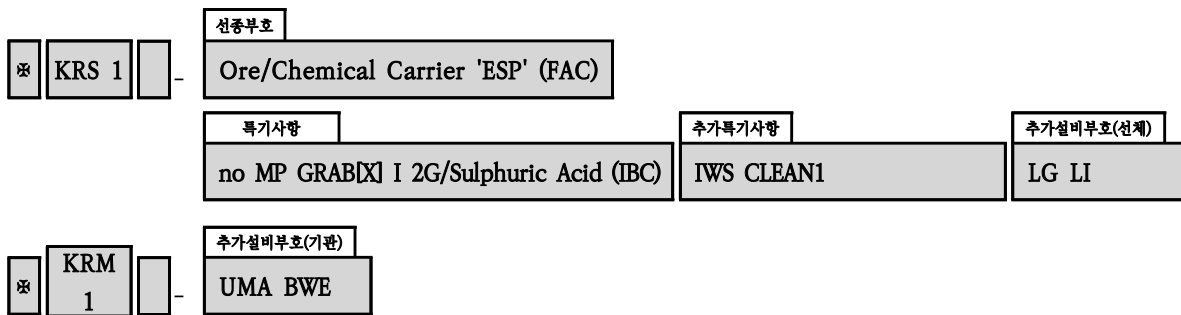 선종부호
✠ KRS 1 - Ore/Chemical Carrier 'ESP' (FAC)
특기사항 추가특기사항 추가설비부호(선체)
no MP GRAB[X] I 2G/Sulphuric Acid (IBC) IWS CLEAN1 LG LI
추가설비부호(기관)
✠ KRM 1 - UMA BWE